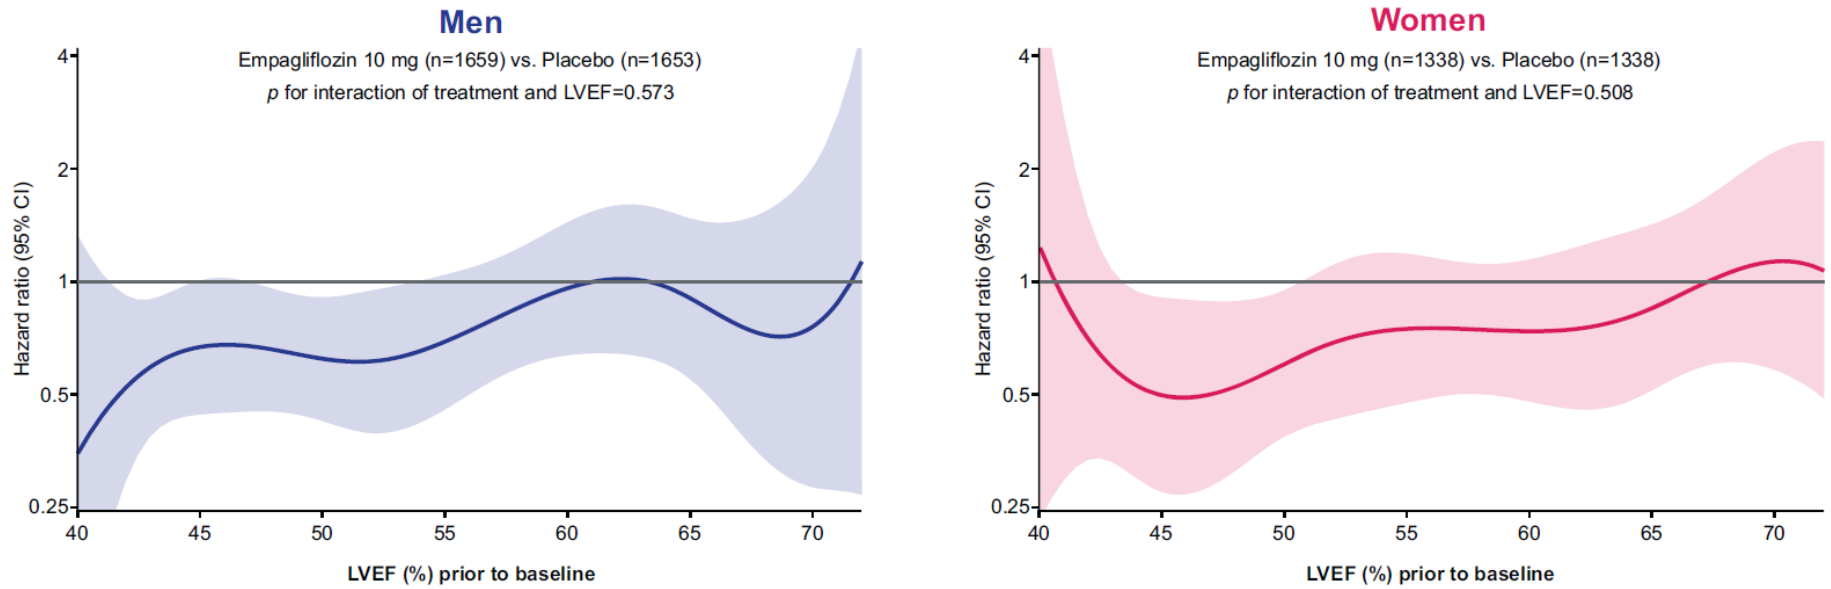 Men
Empagliflozin 10 mg (n=1659) vs. Placebo (n=1653)
p for interaction of treatment and LVEF=0.573
Hazard ratio (95% CI)
4
2
1
0.5
0.25
40 45 50 55 60 65 70
LVEF (%) prior to baseline
Women
Empagliflozin 10 mg (n=1338) vs. Placebo (n=1338)
p for interaction of treatment and LVEF=0.508
Hazard ratio (95% CI)
4
2
1
0.5
0.25
40 45 50 55 60 65 70
LVEF (%) prior to baseline